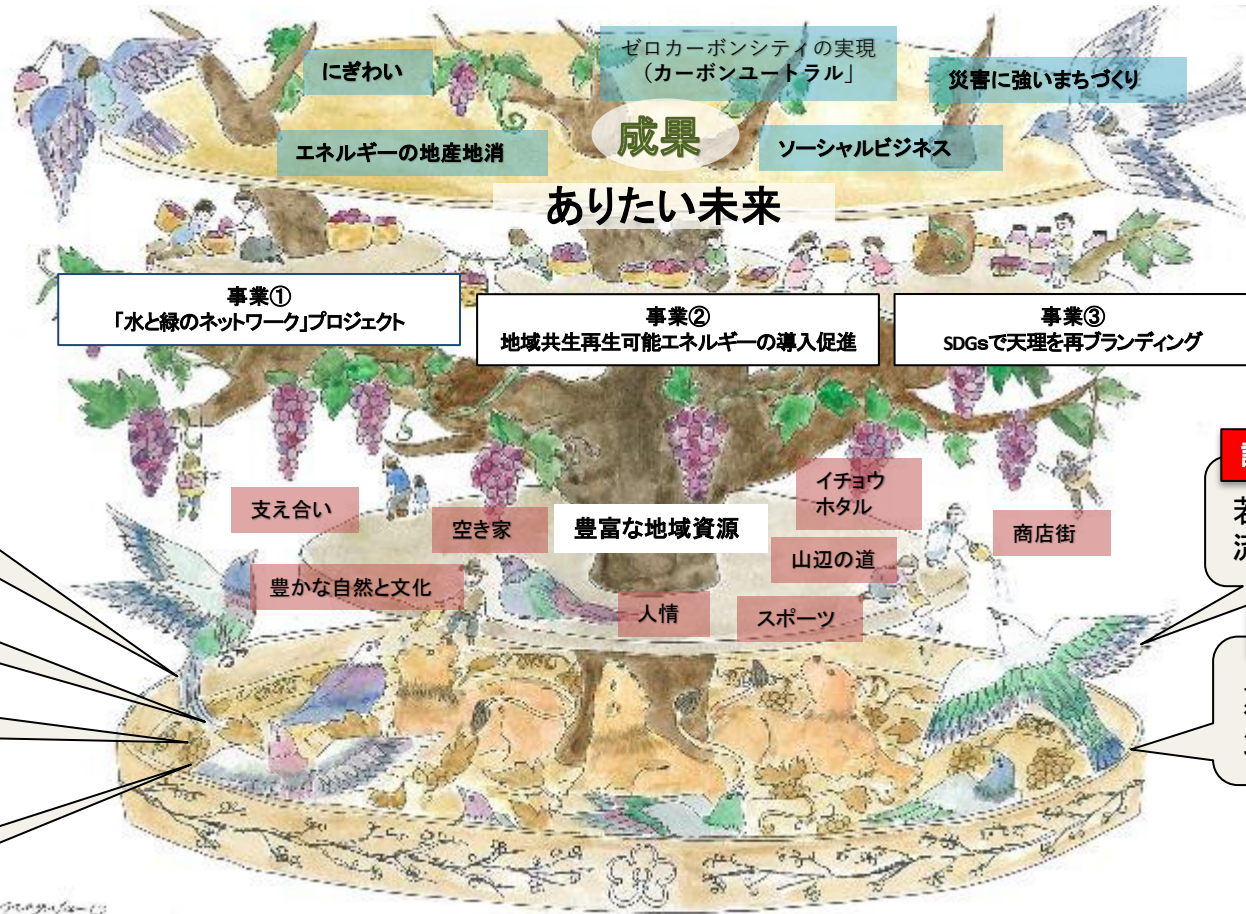 にぎわい
ゼロカーボンシティの実現
(カーボンユートラル」
災害に強いまちづくり
エネルギーの地産地消
成果
ソーシャルビジネス
ありたい未来
事業①
「水と緑のネットワーク」プロジェクト
事業②
地域共生再生可能エネルギーの導入促進
事業③
SDGsで天理を再ブランディング
支え合い
空き家
豊富な地域資源
イチョウ
ホタル
商店街
山辺の道
豊かな自然と文化
人情
スポーツ
若
流